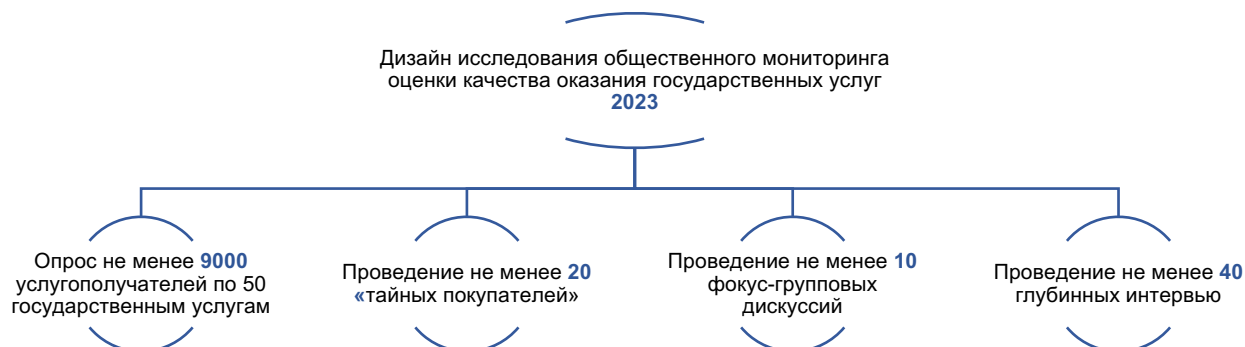 Дизайн исследования общественного мониторинга
оценки качества оказания государственных услуг
2023
Опрос не менее 9000
услугополучателей по 50
государственным услугам
Проведение не менее 20
«тайных покупателей»
Проведение не менее 10
фокус-групповых
дискуссий
Проведение не менее 40
глубинных интервью